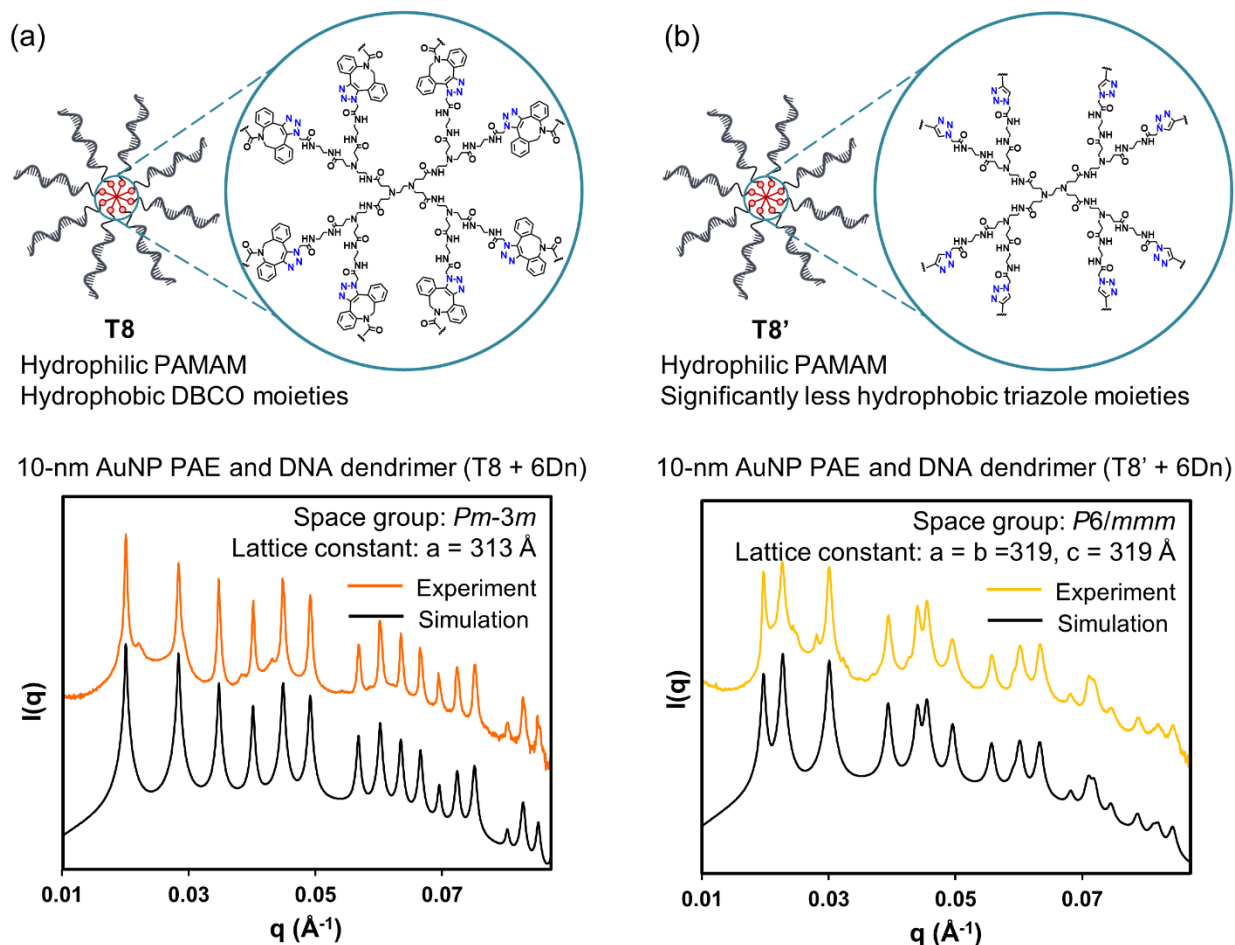 (a)
T8
Hydrophilic PAMAM
Hydrophobic DBCO moieties
(b)
T8'
Hydrophilic PAMAM
Significantly less hydrophobic triazole moieties
10-nm AuNP PAE and DNA dendrimer (T8 + 6Dn)
Space group: Pm-3m
Lattice constant: a = 313 Å
Experiment
Simulation
I(q)
0.01 0.03 0.05 0.07
q (Å-1)
10-nm AuNP PAE and DNA dendrimer (T8' + 6Dn)
Space group: P6/mmm
Lattice constant: a = b =319, c = 319 Å
Experiment
Simulation
I(q)
0.01 0.03 0.05 0.07
q (Å-1)